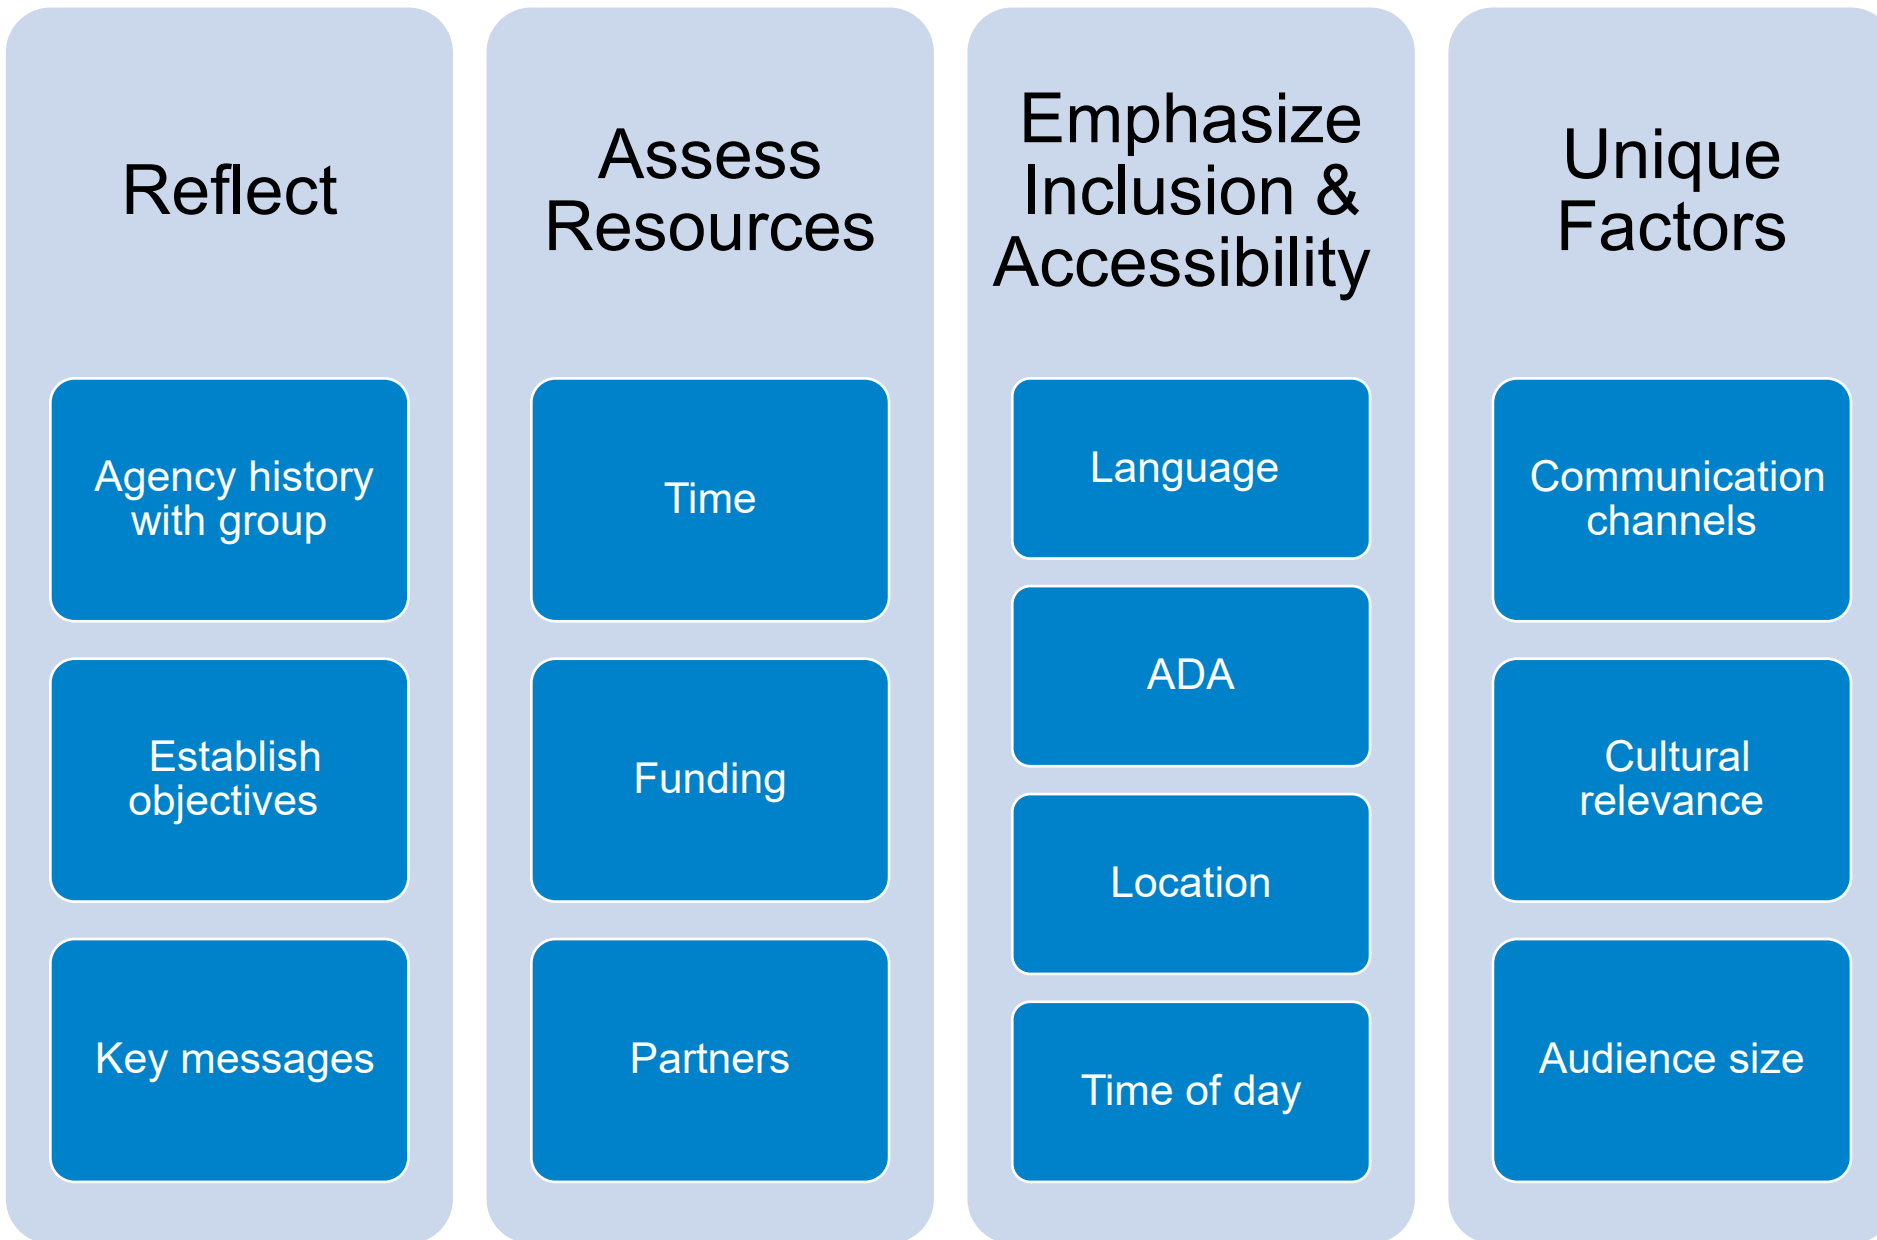 Reflect
Agency history
with group
Establish
objectives
Key messages
Assess
Resources
Time
Funding
Partners
Emphasize
Inclusion &
Accessibility
Language
ADA
Location
Time of day
Unique
Factors
Communication
channels
Cultural
relevance
Audience size